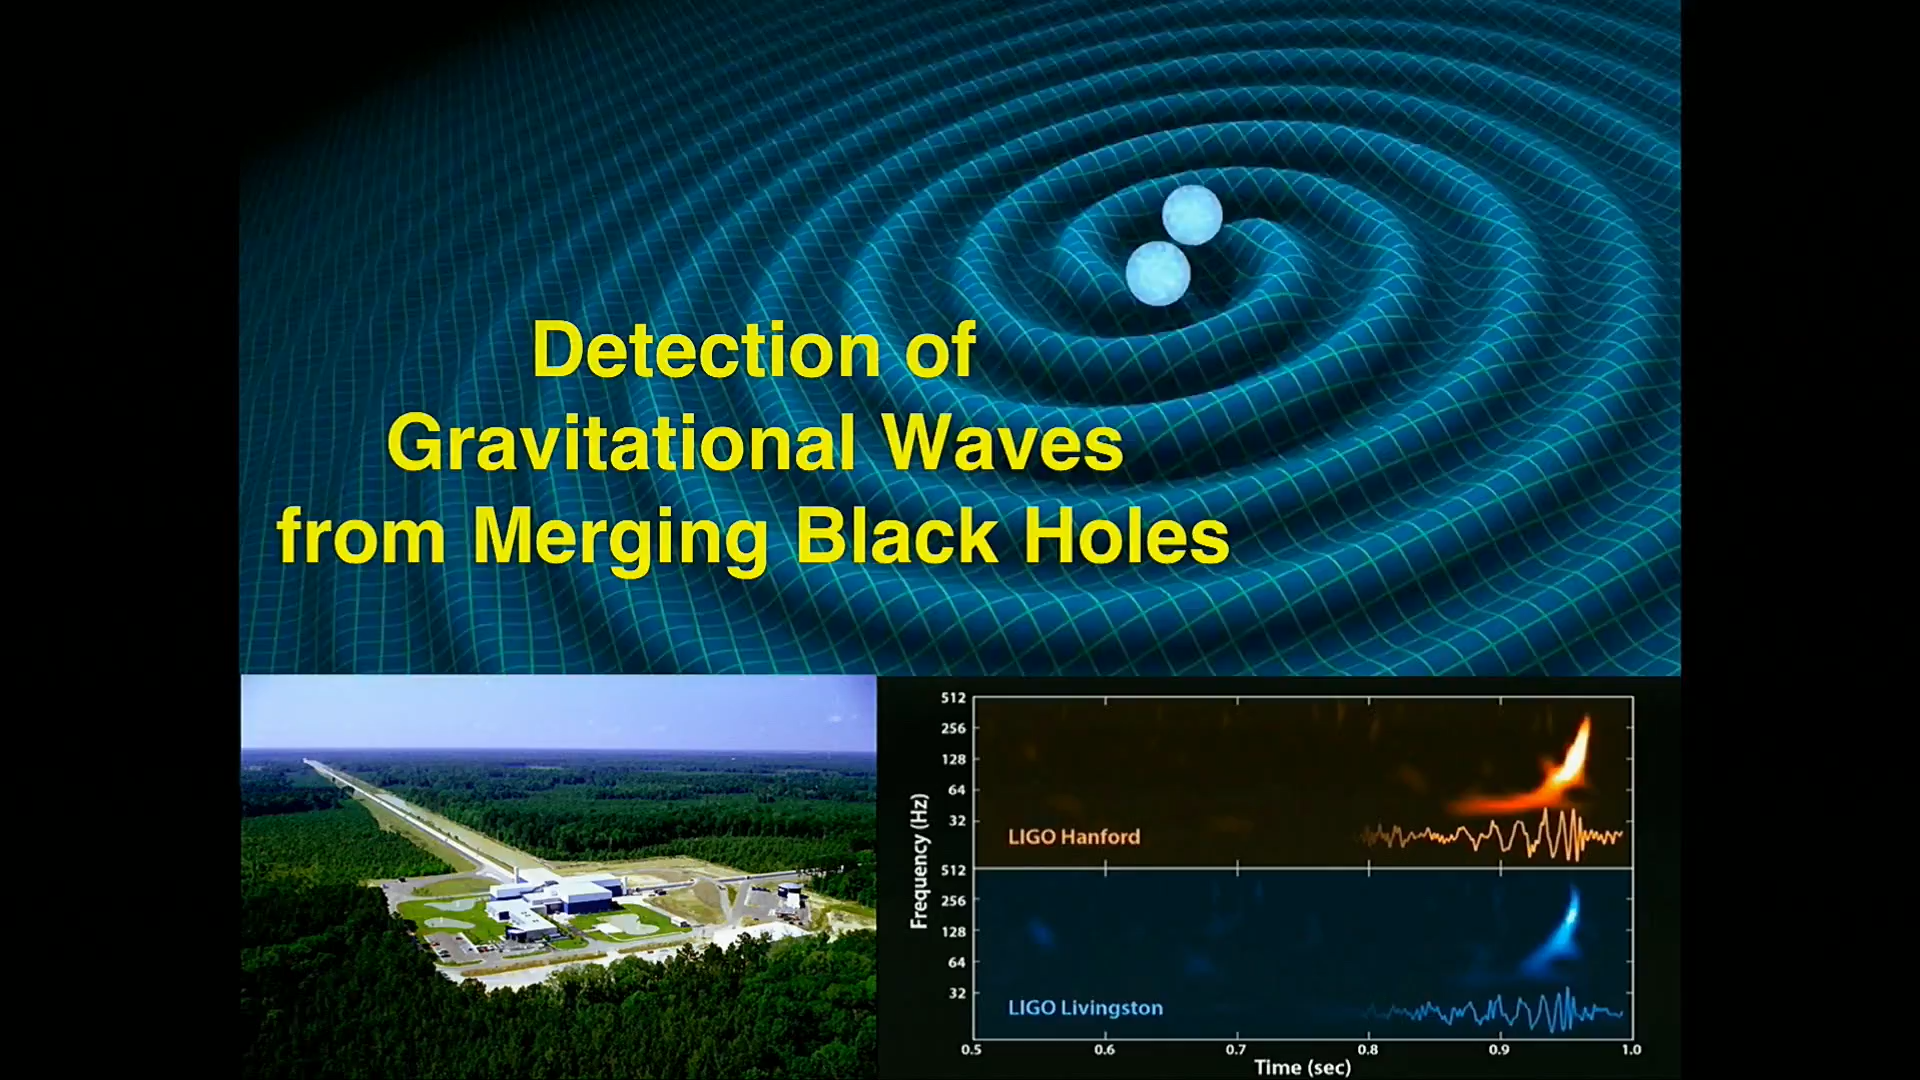 Detection of
Gravitational Waves
from Merging Black Holes
512
256
128
64
32
LIGO Hanford
512
256
128
64
32
LIGO Livingston
Frequency (Hz)
0.5 0.6 0.7 0.8 0.9 1.0
Time (sec)